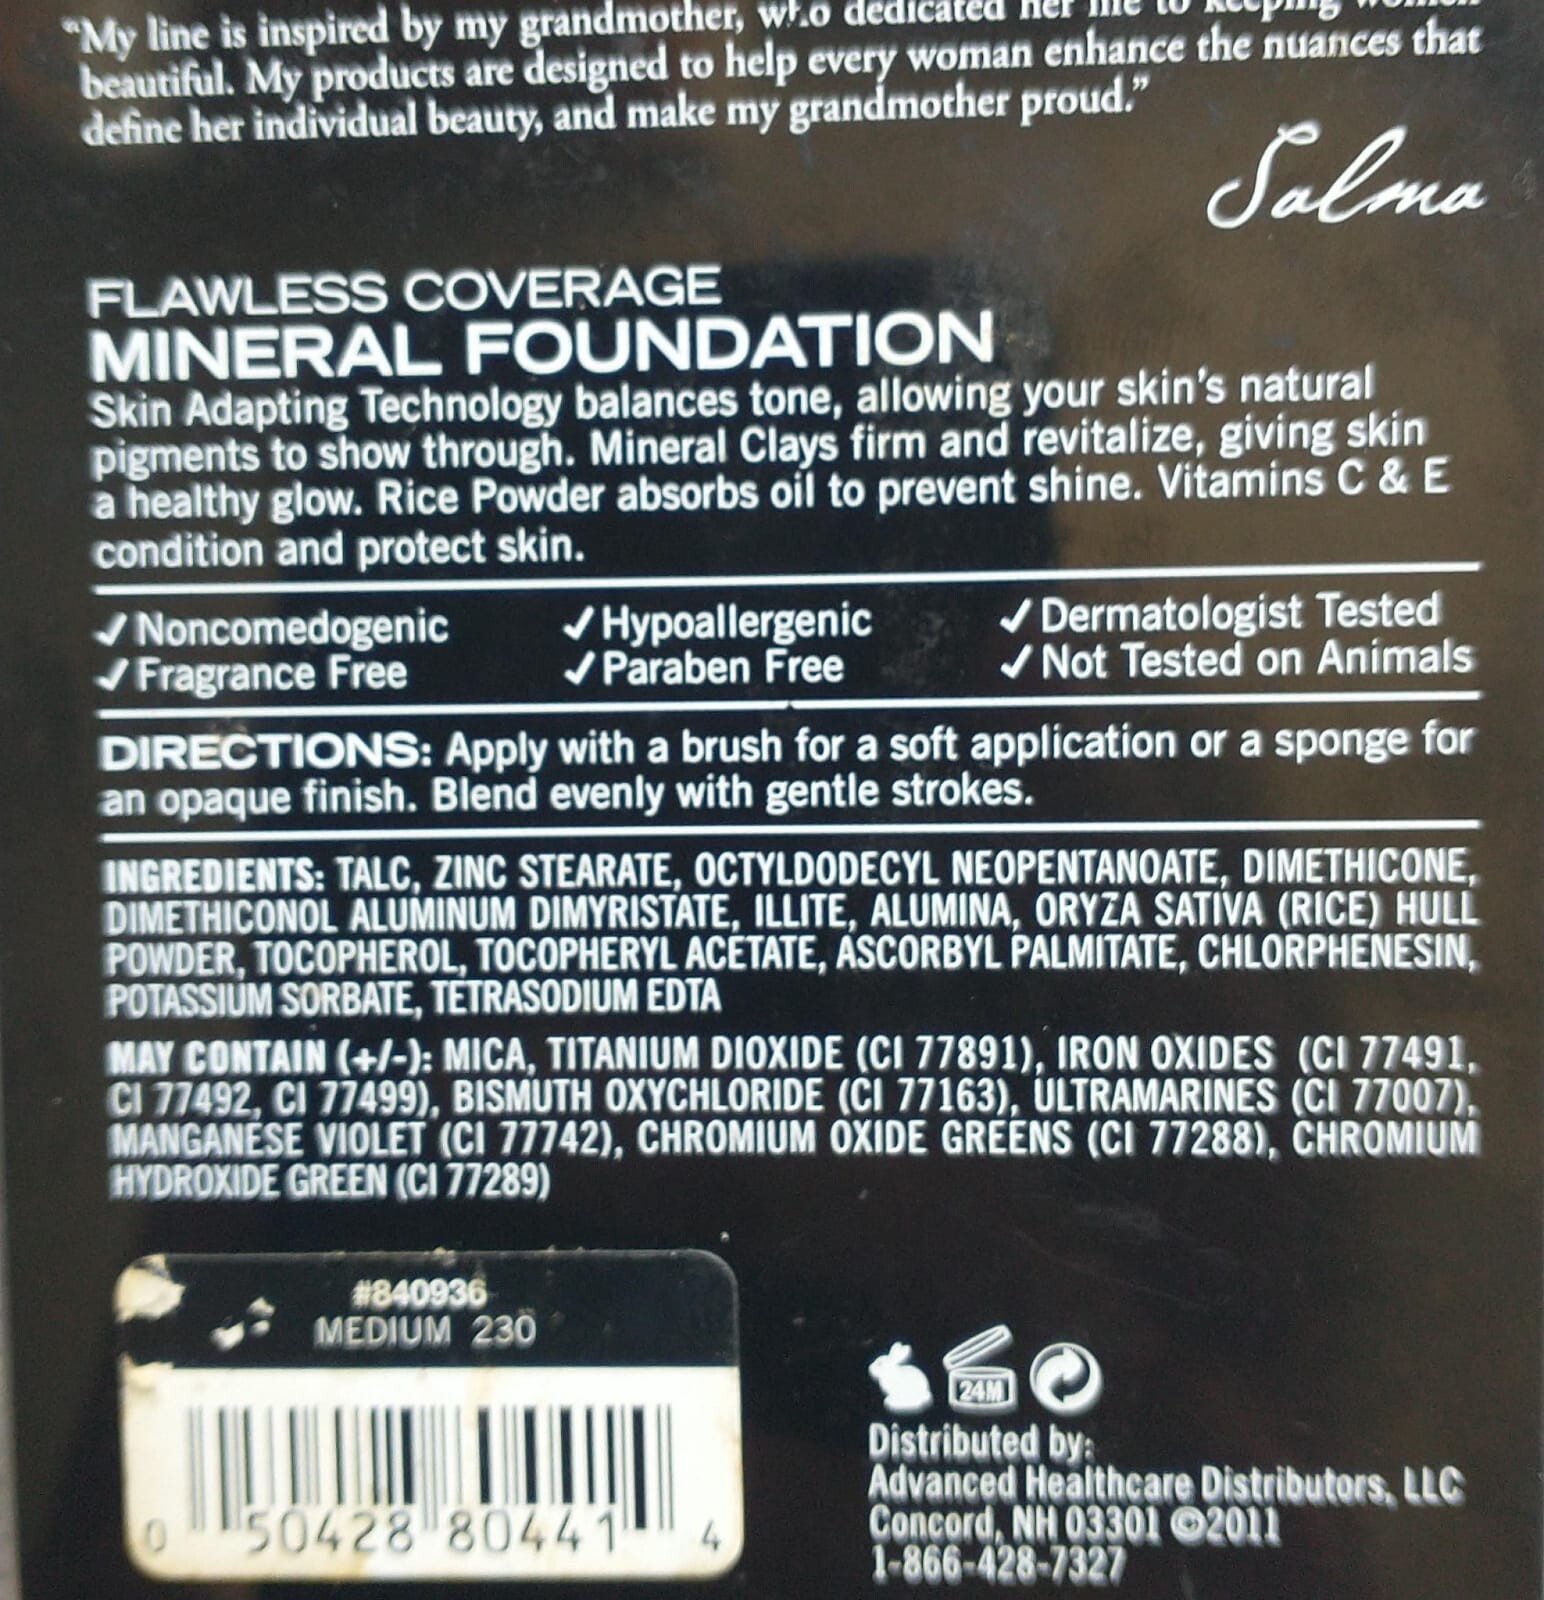 "My line is inspired by my grandmother, who dedicated her life to keeping women
beautiful. My products are designed to help every woman enhance the nuances that
define her individual beauty, and make my grandmother proud."
Salma
FLAWLESS COVERAGE
MINERAL FOUNDATION
Skin Adapting Technology balances tone, allowing your skin's natural
pigments to show through. Mineral Clays firm and revitalize, giving skin
a healthy glow. Rice Powder absorbs oil to prevent shine. Vitamins C & E
condition and protect skin.
✓ Noncomedogenic ✓ Hypoallergenic ✓ Dermatologist Tested
✓ Fragrance Free ✓ Paraben Free ✓ Not Tested on Animals
DIRECTIONS: Apply with a brush for a soft application or a sponge for
an opaque finish. Blend evenly with gentle strokes.
INGREDIENTS: TALC, ZINC STEARATE, OCTYLDODECYL NEOPENTANOATE, DIMETHICONE,
DIMETHICONOL ALUMINUM DIMYRISTATE, ILLITE, ALUMINA, ORYZA SATIVA (RICE) HULL
POWDER, TOCOPHEROL, TOCOPHERYL ACETATE, ASCORBYL PALMITATE, CHLORPHENESIN,
POTASSIUM SORBATE, TETRASODIUM EDTA
MAY CONTAIN (+/-): MICA, TITANIUM DIOXIDE (CI 77891), IRON OXIDES (CI 77491,
CI 77492, CI 77499), BISMUTH OXYCHLORIDE (CI 77163), ULTRAMARINES (CI 77007),
MANGANESE VIOLET (CI 77742), CHROMIUM OXIDE GREENS (CI 77288), CHROMIUM
HYDROXIDE GREEN (CI 77289)
#840936
MEDIUM 230
0 50428 80441 4
24M
Distributed by:
Advanced Healthcare Distributors, LLC
Concord, NH 03301 ©2011
1-866-428-7327